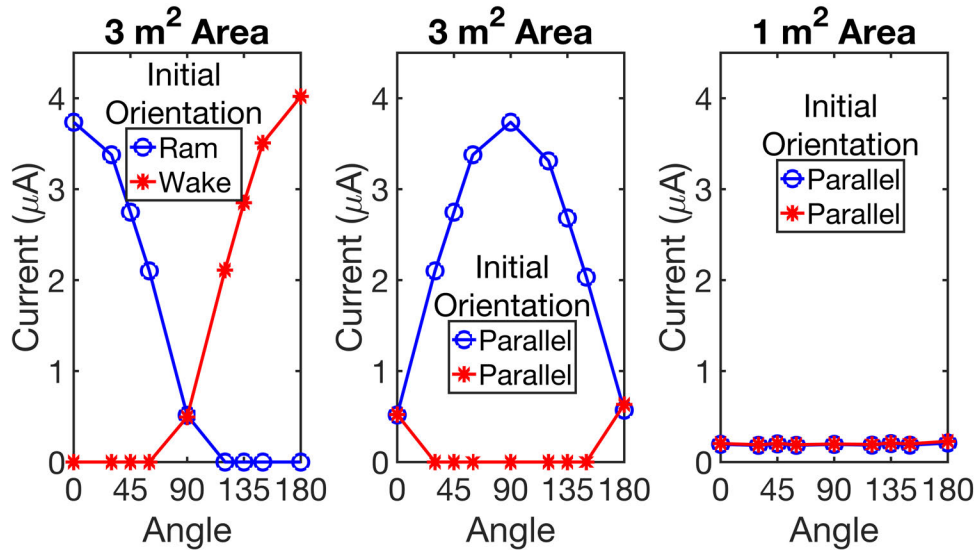 3 m² Area
Initial
Orientation
Ram
Wake
Current (μA)
4
3
2
1
0
0 45 90 135 180
Angle
3 m² Area
Initial
Orientation
Parallel
Parallel
Current (μA)
4
3
2
1
0
0 45 90 135 180
Angle
1 m² Area
Initial
Orientation
Parallel
Parallel
Current (μA)
4
3
2
1
0
0 45 90 135 180
Angle